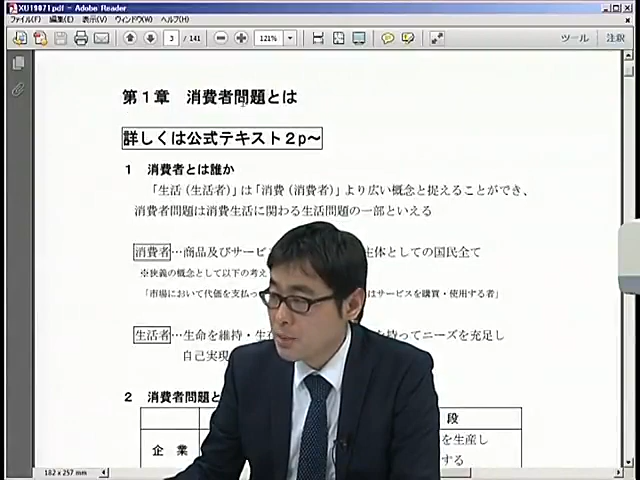 XU19071.pdf - Adobe Reader
ファイル(F) 編集(E) 表示(V) ウィンドウ(W) ヘルプ(H)
3 / 141 121% ツール 注釈
第1章 消費者問題とは
詳しくは公式テキスト2p～
1 消費者とは誰か
「生活（生活者）」は「消費（消費者）」より広い概念と捉えることができ、
消費者問題は消費生活に関わる生活問題の一部といえる
消費者…商品及びサービ 体としての国民全て
※狭義の概念として以下の考え
「市場において代価を支払っ はサービスを購買・使用する者」
生活者…生命を維持・生 持ってニーズを充足し
自己実現
2 消費者問題と
段
企業 を生産し
する
182 x 257 mm